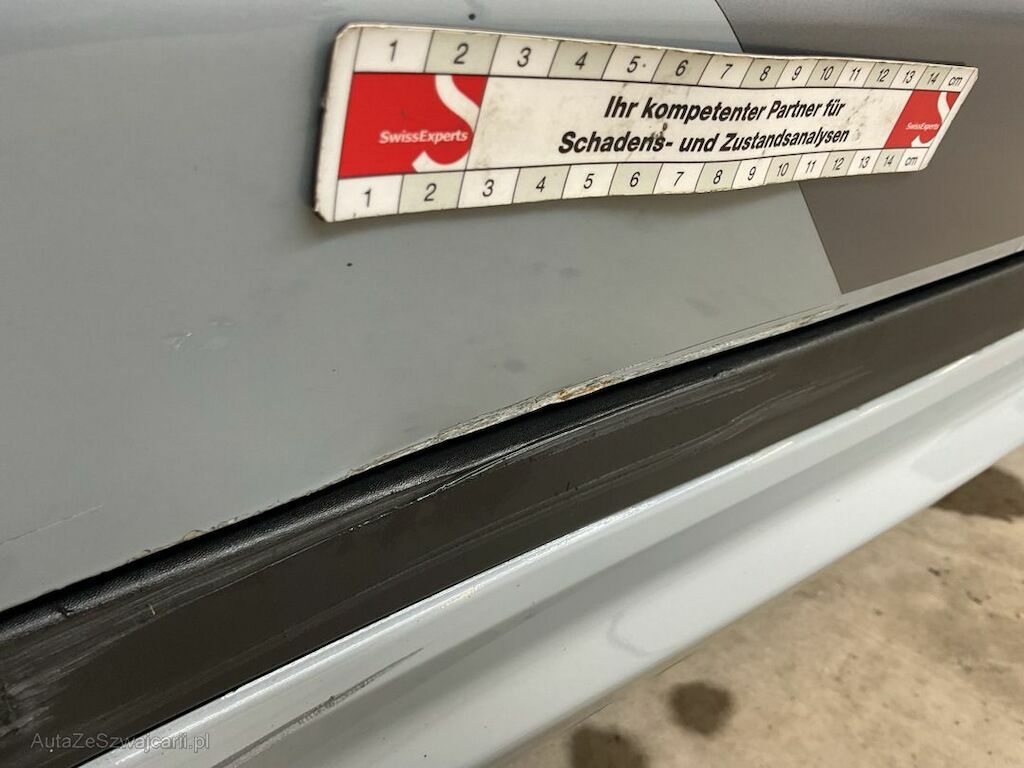 1 2 3 4 5 6 7 8 9 10 11 12 13 14 cm
SwissExperts
Ihr kompetenter Partner für
Schadens- und Zustandsanalysen
SwissExperts
1 2 3 4 5 6 7 8 9 10 11 12 13 14 cm
AutaZeSzwajcarii.pl